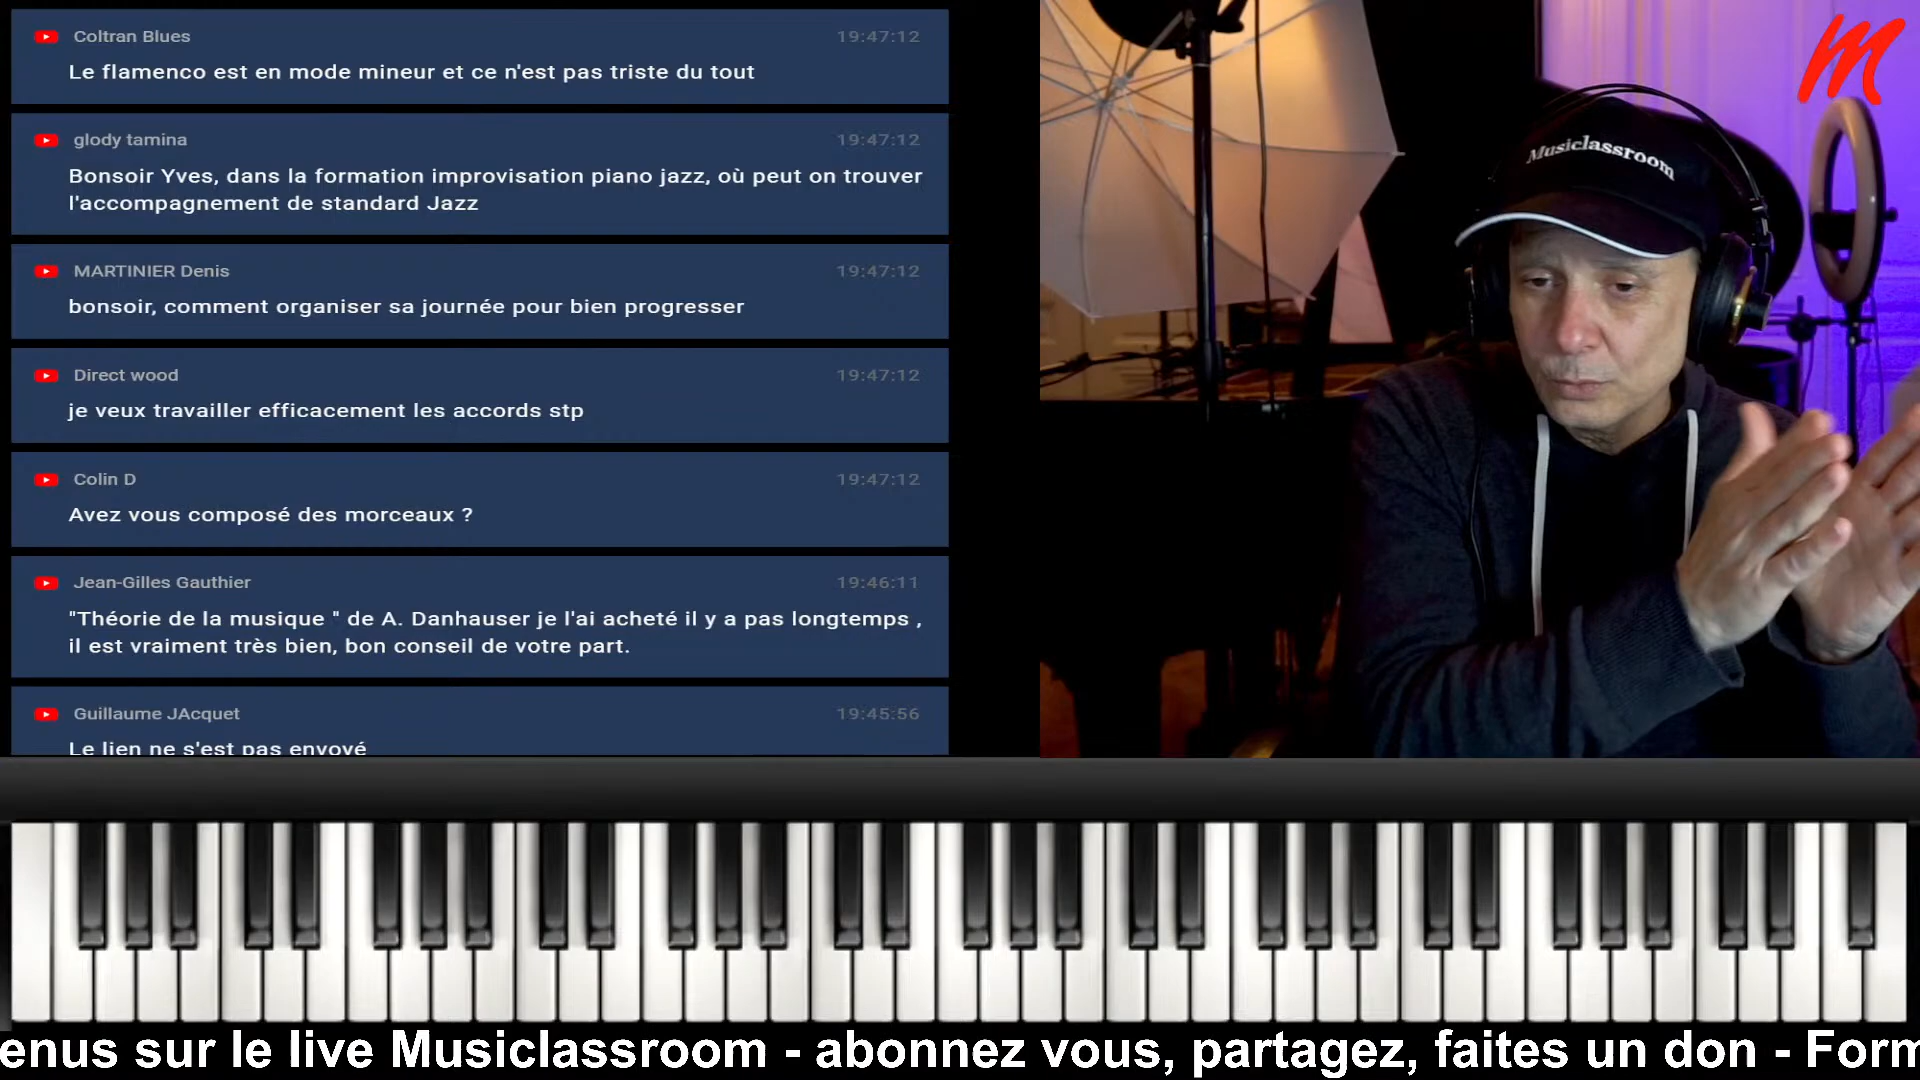 Coltran Blues 19:47:12
Le flamenco est en mode mineur et ce n'est pas triste du tout
glody tamina 19:47:12
Bonsoir Yves, dans la formation improvisation piano jazz, où peut on trouver
l'accompagnement de standard Jazz
MARTINIER Denis 19:47:12
bonsoir, comment organiser sa journée pour bien progresser
Direct wood 19:47:12
je veux travailler efficacement les accords stp
Colin D 19:47:12
Avez vous composé des morceaux ?
Jean-Gilles Gauthier 19:46:11
"Théorie de la musique " de A. Danhauser je l'ai acheté il y a pas longtemps ,
il est vraiment très bien, bon conseil de votre part.
Guillaume JAcquet 19:45:56
Le lien ne s'est pas envoyé
M
Musiclassroom
enus sur le live Musiclassroom - abonnez vous, partagez, faites un don - Form